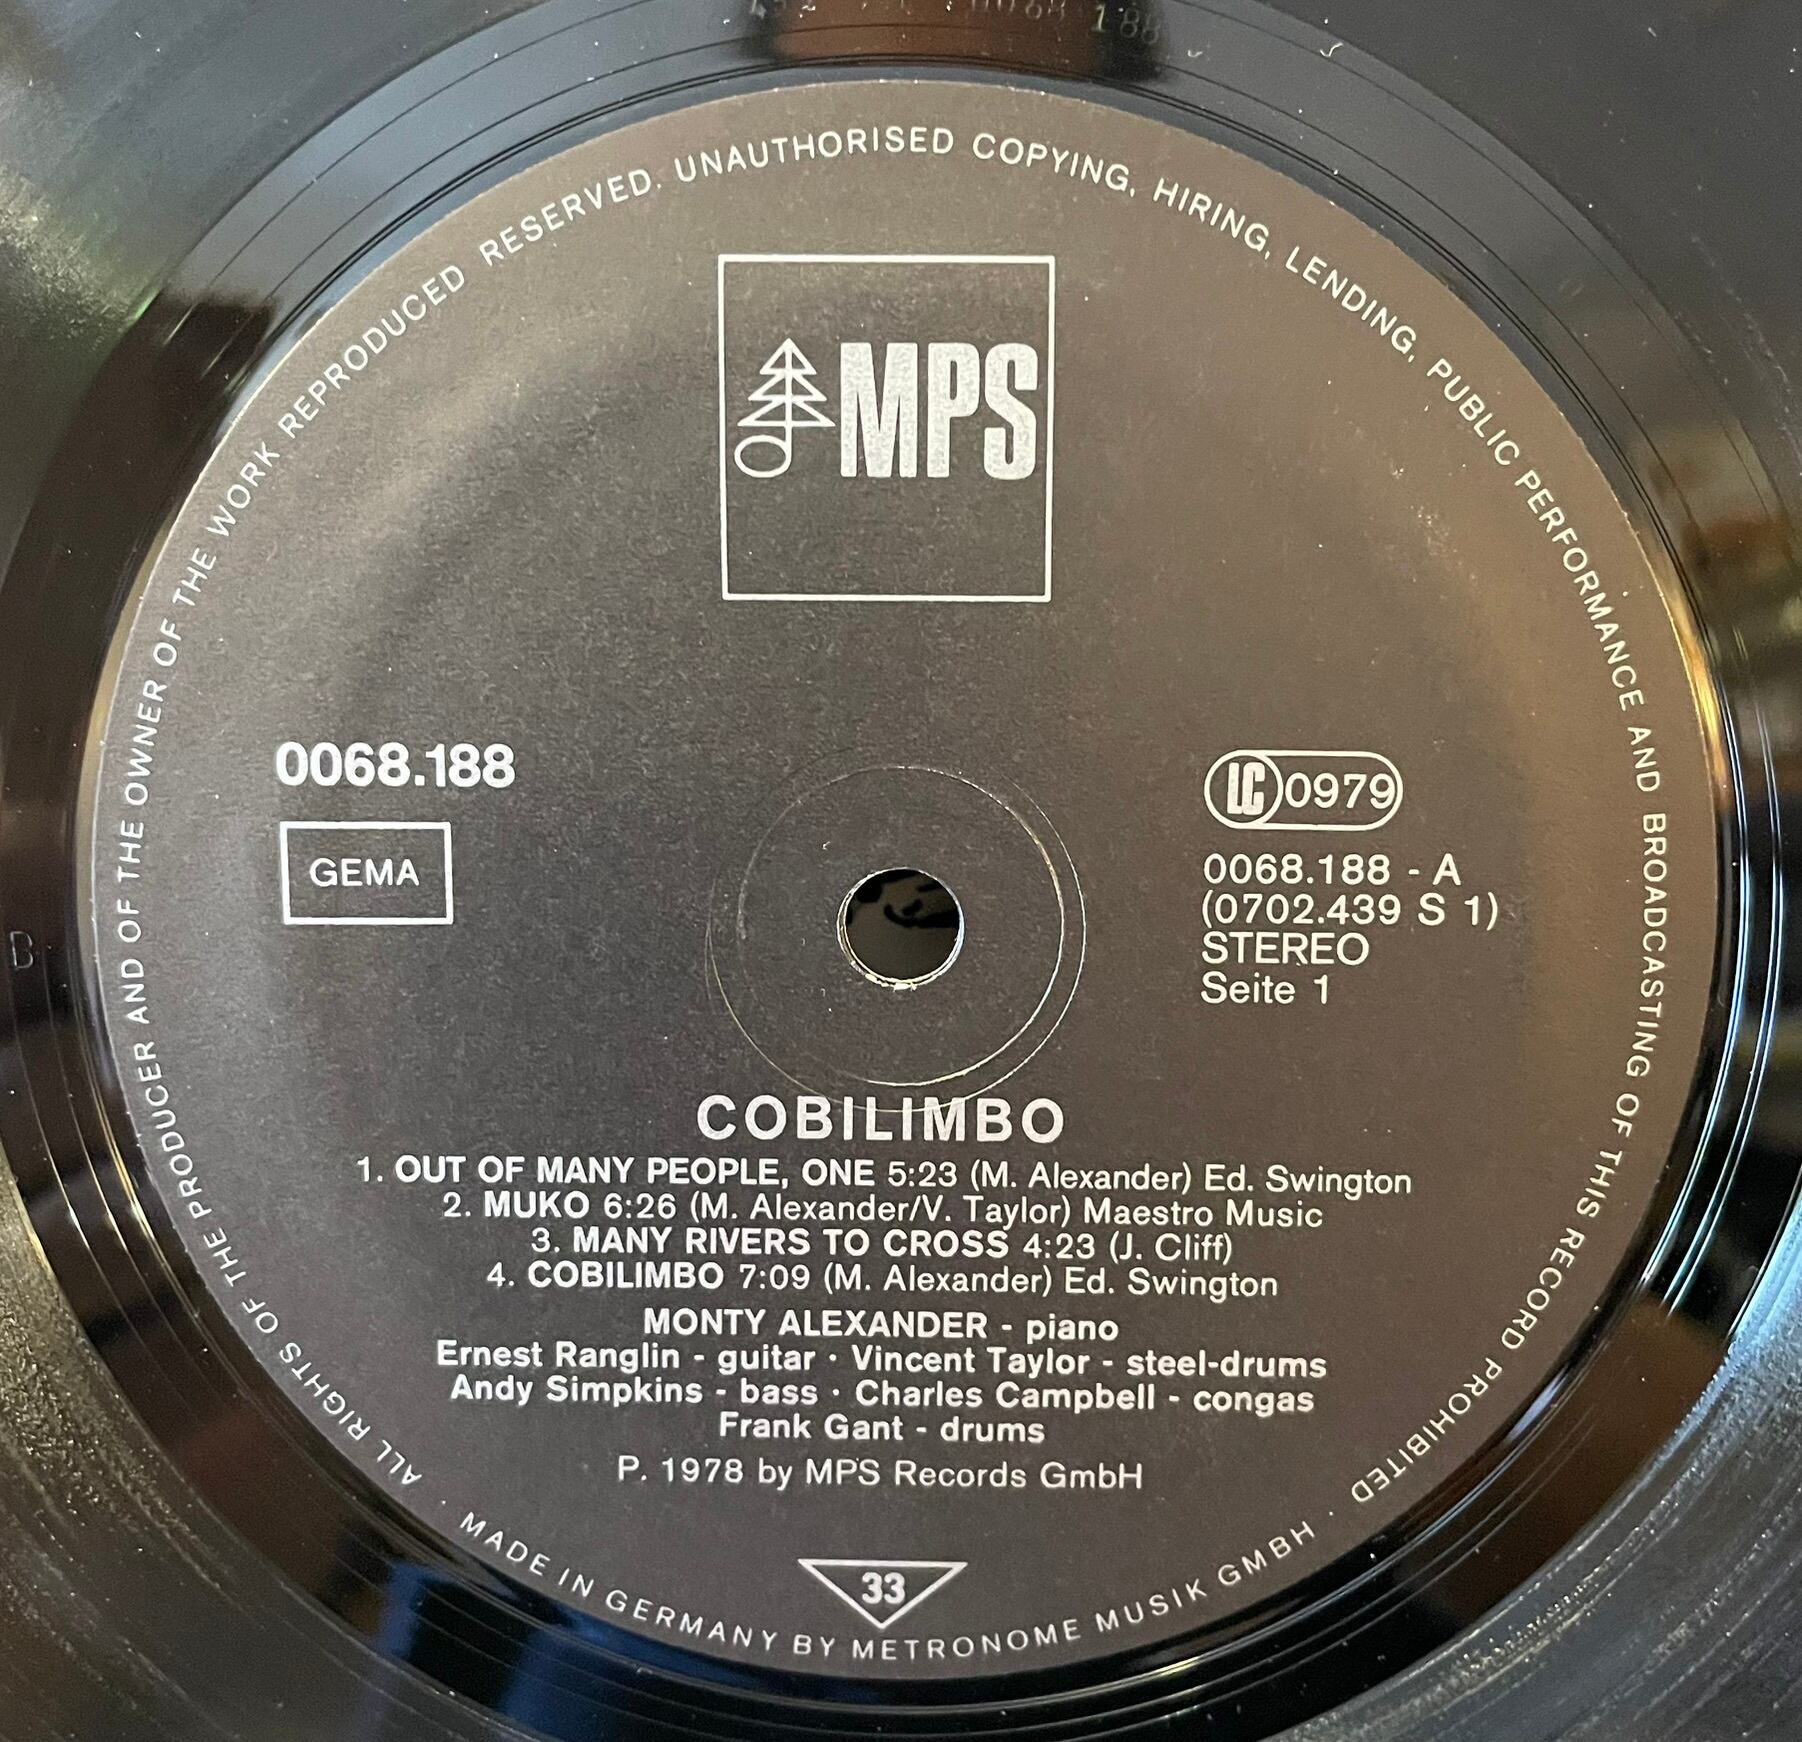 ALL RIGHTS OF THE PRODUCER AND OF THE OWNER OF THE WORK REPRODUCED RESERVED. UNAUTHORISED COPYING, HIRING, LENDING, PUBLIC PERFORMANCE AND BROADCASTING OF THIS RECORD PROHIBITED
MPS
0068.188
GEMA
LC 0979
0068.188 - A
(0702.439 S 1)
STEREO
Seite 1
B
COBILIMBO
1. OUT OF MANY PEOPLE, ONE 5:23 (M. Alexander) Ed. Swington
2. MUKO 6:26 (M. Alexander/V. Taylor) Maestro Music
3. MANY RIVERS TO CROSS 4:23 (J. Cliff)
4. COBILIMBO 7:09 (M. Alexander) Ed. Swington
MONTY ALEXANDER - piano
Ernest Ranglin - guitar · Vincent Taylor - steel-drums
Andy Simpkins - bass · Charles Campbell - congas
Frank Gant - drums
P. 1978 by MPS Records GmbH
33
· MADE IN GERMANY BY METRONOME MUSIK GMBH ·